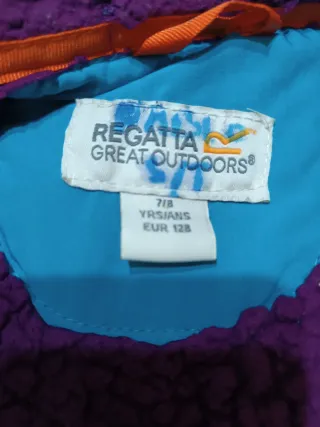 REGATTA
GREAT OUTDOORS®
7/8
YRS/ANS
EUR 128